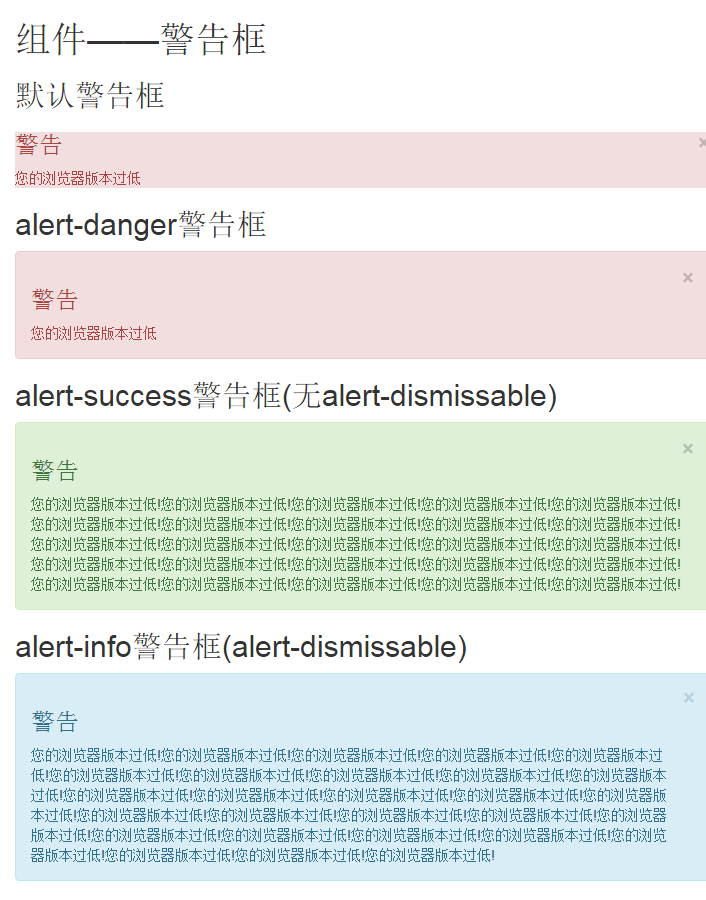 组件——警告框
默认警告框
×
警告
您的浏览器版本过低
alert-danger警告框
×
警告
您的浏览器版本过低
alert-success警告框(无alert-dismissable)
×
警告
您的浏览器版本过低!您的浏览器版本过低!您的浏览器版本过低!您的浏览器版本过低!您的浏览器版本过低!
您的浏览器版本过低!您的浏览器版本过低!您的浏览器版本过低!您的浏览器版本过低!您的浏览器版本过低!
您的浏览器版本过低!您的浏览器版本过低!您的浏览器版本过低!您的浏览器版本过低!您的浏览器版本过低!
您的浏览器版本过低!您的浏览器版本过低!您的浏览器版本过低!您的浏览器版本过低!您的浏览器版本过低!
您的浏览器版本过低!您的浏览器版本过低!您的浏览器版本过低!您的浏览器版本过低!您的浏览器版本过低!
alert-info警告框(alert-dismissable)
×
警告
您的浏览器版本过低!您的浏览器版本过低!您的浏览器版本过低!您的浏览器版本过低!您的浏览器版本过
低!您的浏览器版本过低!您的浏览器版本过低!您的浏览器版本过低!您的浏览器版本过低!您的浏览器版本
过低!您的浏览器版本过低!您的浏览器版本过低!您的浏览器版本过低!您的浏览器版本过低!您的浏览器版
本过低!您的浏览器版本过低!您的浏览器版本过低!您的浏览器版本过低!您的浏览器版本过低!您的浏览器
版本过低!您的浏览器版本过低!您的浏览器版本过低!您的浏览器版本过低!您的浏览器版本过低!您的浏览
器版本过低!您的浏览器版本过低!您的浏览器版本过低!您的浏览器版本过低!